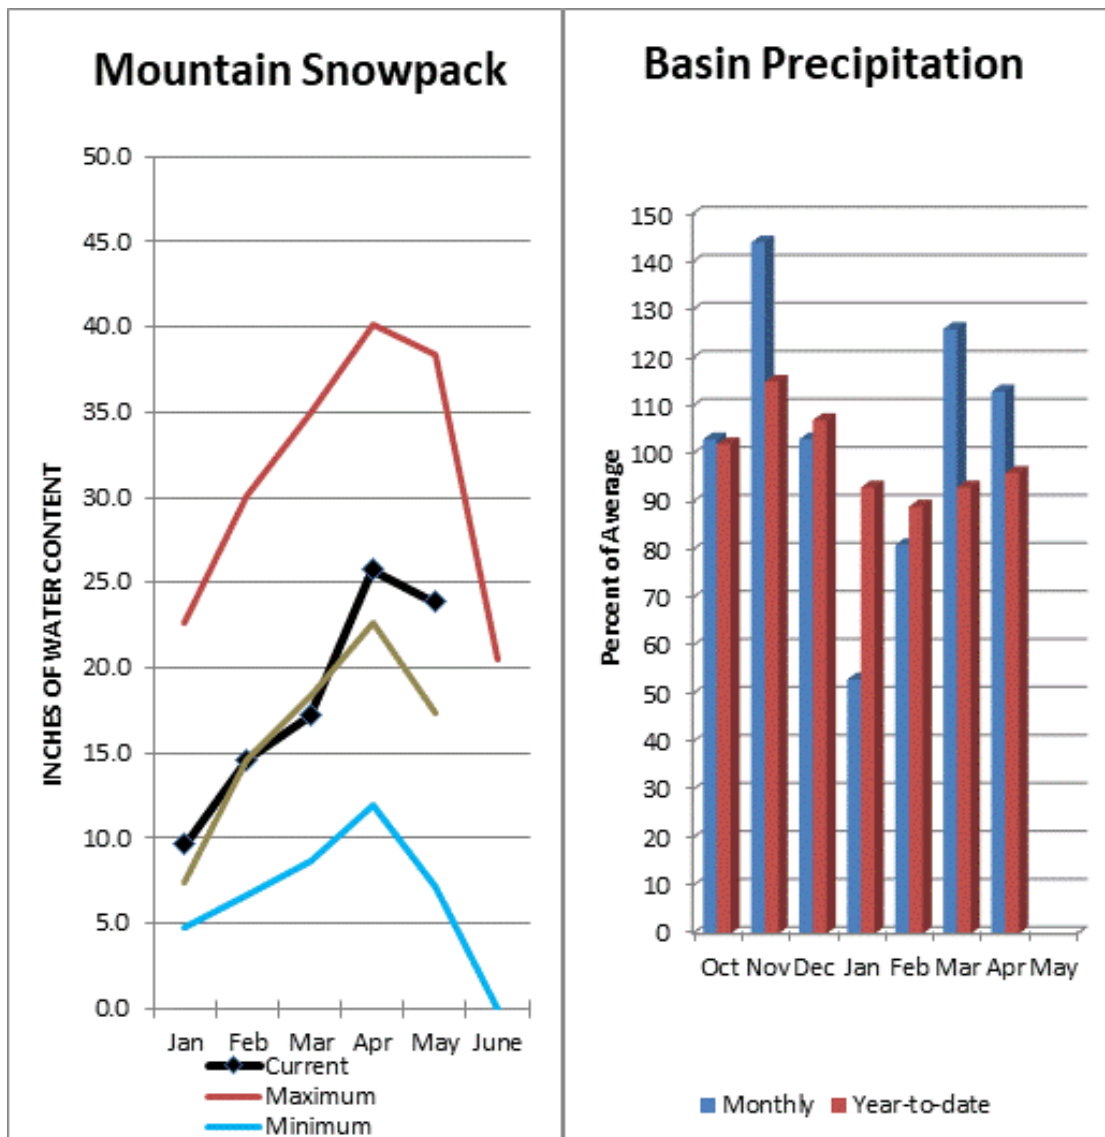 Mountain Snowpack
INCHES OF WATER CONTENT
50.0
45.0
40.0
35.0
30.0
25.0
20.0
15.0
10.0
5.0
0.0
Jan Feb Mar Apr May June
Current
Maximum
Minimum
Basin Precipitation
Percent of Average
150
140
130
120
110
100
90
80
70
60
50
40
30
20
10
0
Oct Nov Dec Jan Feb Mar Apr May
Monthly Year-to-date